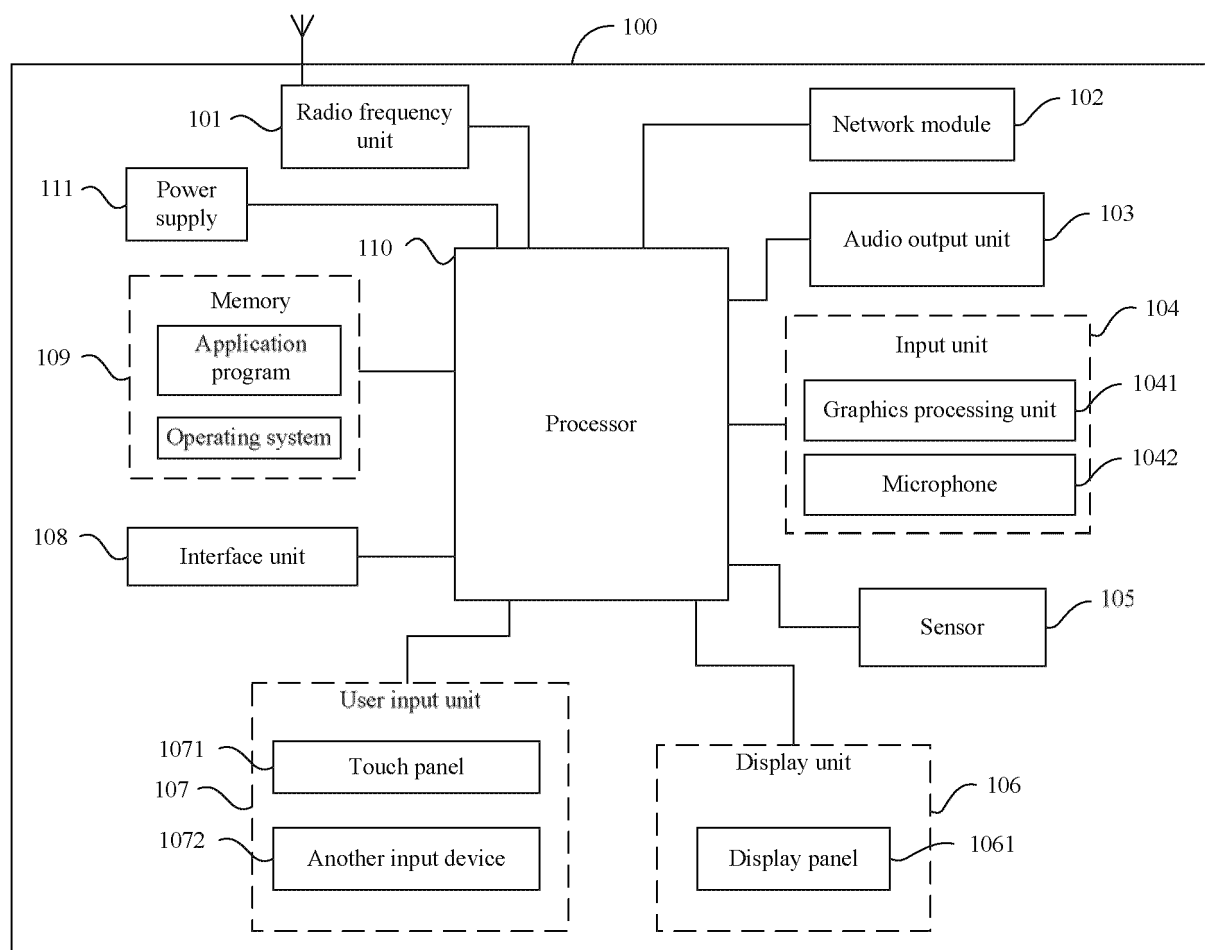 100
101
Radio frequency
unit
102
Network module
111
Power
supply
103
Audio output unit
110
Processor
109
Memory
Application
program
Operating system
104
Input unit
1041
Graphics processing unit
1042
Microphone
108
Interface unit
105
Sensor
107
User input unit
1071
Touch panel
1072
Another input device
106
Display unit
1061
Display panel